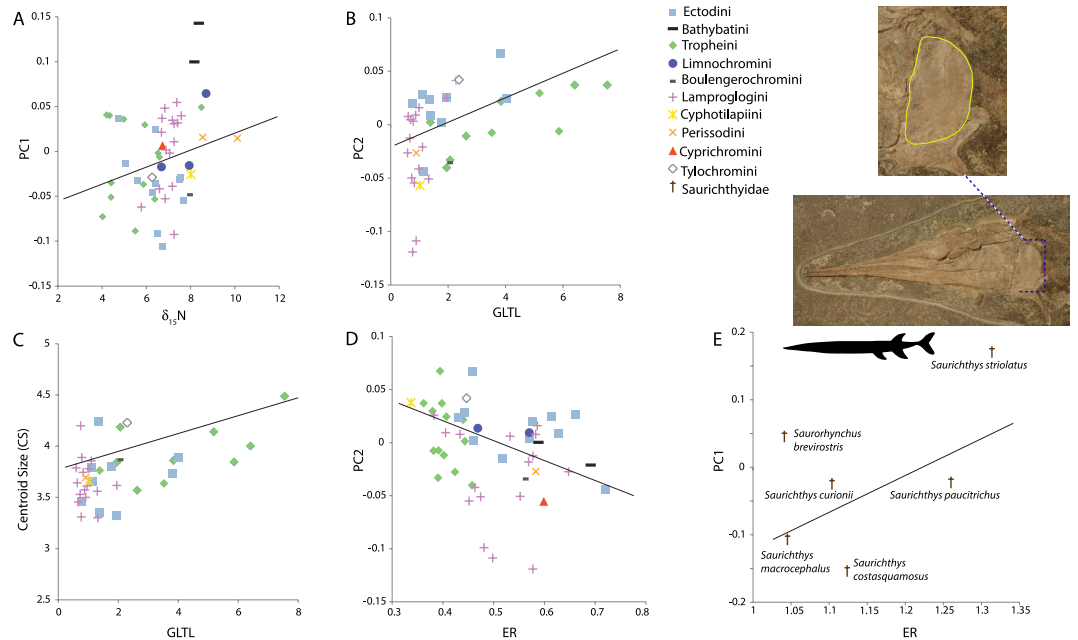 A
0.15
0.1
0.05
0
-0.05
-0.1
-0.15
2
4
6
8
10
12
PC1
δ15N
B
0.1
0.05
0
-0.05
-0.1
-0.15
0
2
4
6
8
PC2
GLTL
Ectodini
Bathybatini
Tropheini
Limnochromini
Boulengerochromini
Lamproglogini
Cyphotilapiini
Perissodini
Cyprichromini
Tylochromini
Saurichthyidae
C
5
4.5
4
3.5
3
2.5
0
2
4
6
8
Centroid Size (CS)
GLTL
D
0.1
0.05
0
-0.05
-0.1
-0.15
0.3
0.4
0.5
0.6
0.7
0.8
PC2
ER
E
0.2
0.1
0
-0.1
-0.2
1
1.05
1.1
1.15
1.2
1.25
1.3
1.35
PC1
ER
Saurichthys striolatus
Saurorhynchus
brevirostris
Saurichthys curionii
Saurichthys paucitrichus
Saurichthys
macrocephalus
Saurichthys
costasquamosus